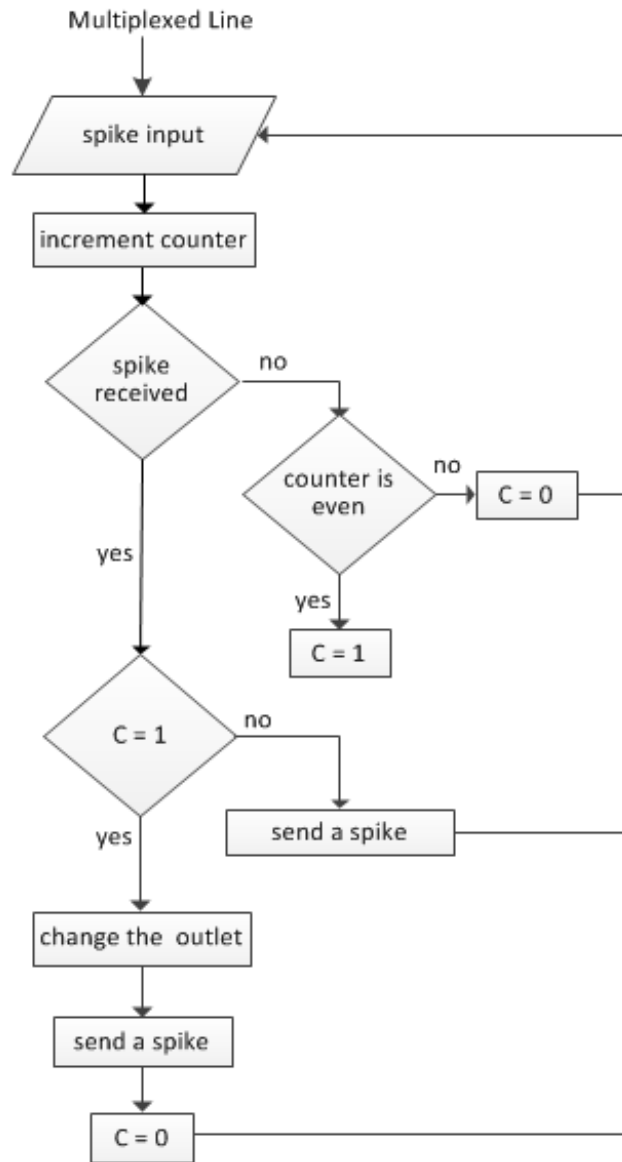 Multiplexed Line
spike input
increment counter
spike
received
no
counter is
even
no
C = 0
yes
yes
C = 1
C = 1
no
send a spike
yes
change the outlet
send a spike
C = 0